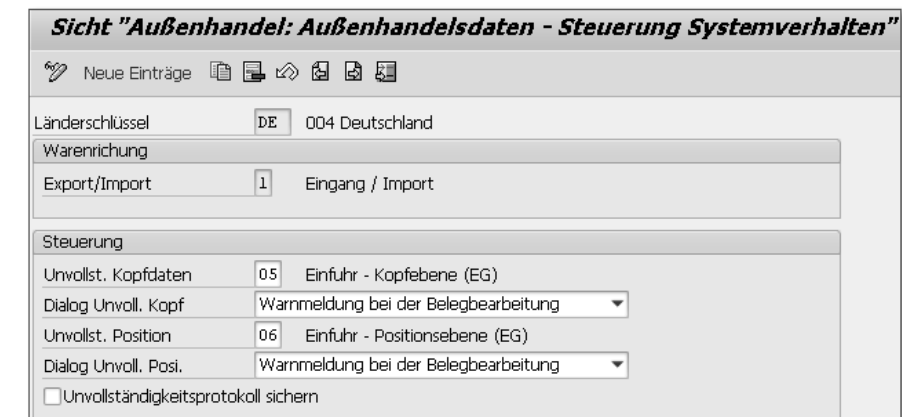 Sicht "Außenhandel: Außenhandelsdaten - Steuerung Systemverhalten"
Neue Einträge
Länderschlüssel DE 004 Deutschland
Warenrichung
Export/Import 1 Eingang / Import
Steuerung
Unvollst. Kopfdaten 05 Einfuhr - Kopfebene (EG)
Dialog Unvoll. Kopf Warnmeldung bei der Belegbearbeitung
Unvollst. Position 06 Einfuhr - Positionsebene (EG)
Dialog Unvoll. Posi. Warnmeldung bei der Belegbearbeitung
Unvollständigkeitsprotokoll sichern